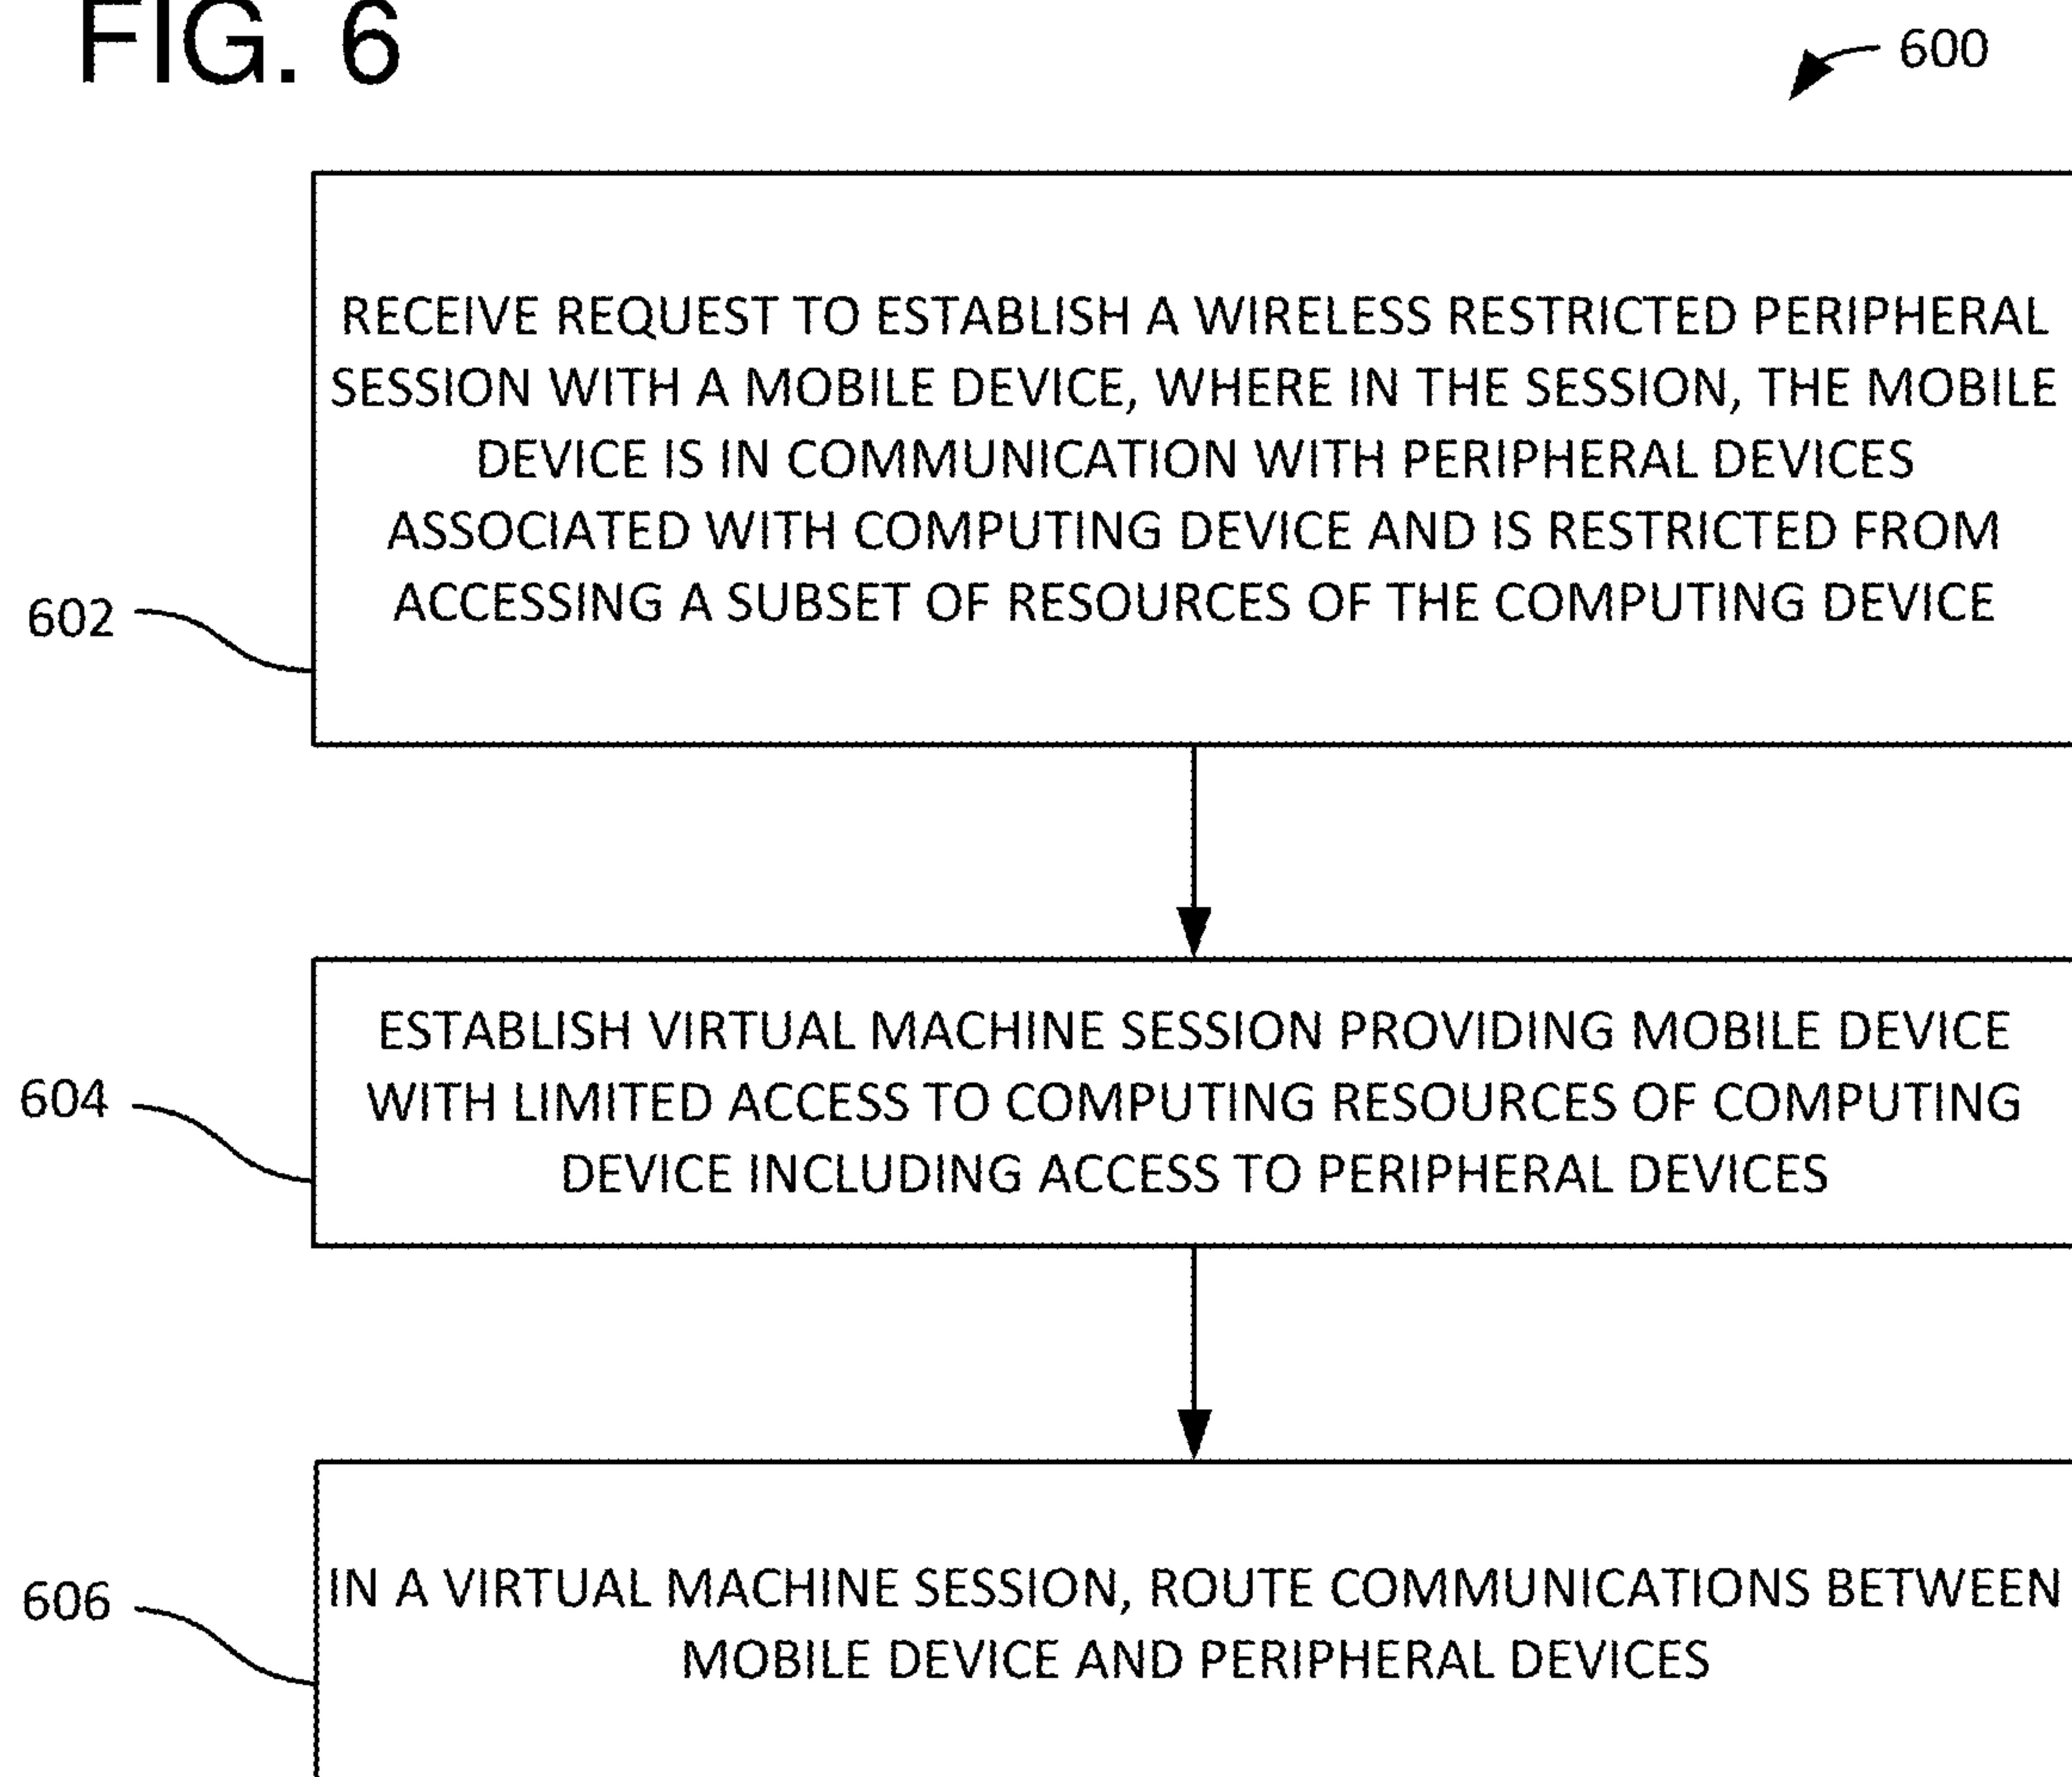 FIG. 6
600
RECEIVE REQUEST TO ESTABLISH A WIRELESS RESTRICTED PERIPHERAL
SESSION WITH A MOBILE DEVICE, WHERE IN THE SESSION, THE MOBILE
DEVICE IS IN COMMUNICATION WITH PERIPHERAL DEVICES
ASSOCIATED WITH COMPUTING DEVICE AND IS RESTRICTED FROM
ACCESSING A SUBSET OF RESOURCES OF THE COMPUTING DEVICE
602
ESTABLISH VIRTUAL MACHINE SESSION PROVIDING MOBILE DEVICE
WITH LIMITED ACCESS TO COMPUTING RESOURCES OF COMPUTING
DEVICE INCLUDING ACCESS TO PERIPHERAL DEVICES
604
IN A VIRTUAL MACHINE SESSION, ROUTE COMMUNICATIONS BETWEEN
MOBILE DEVICE AND PERIPHERAL DEVICES
606